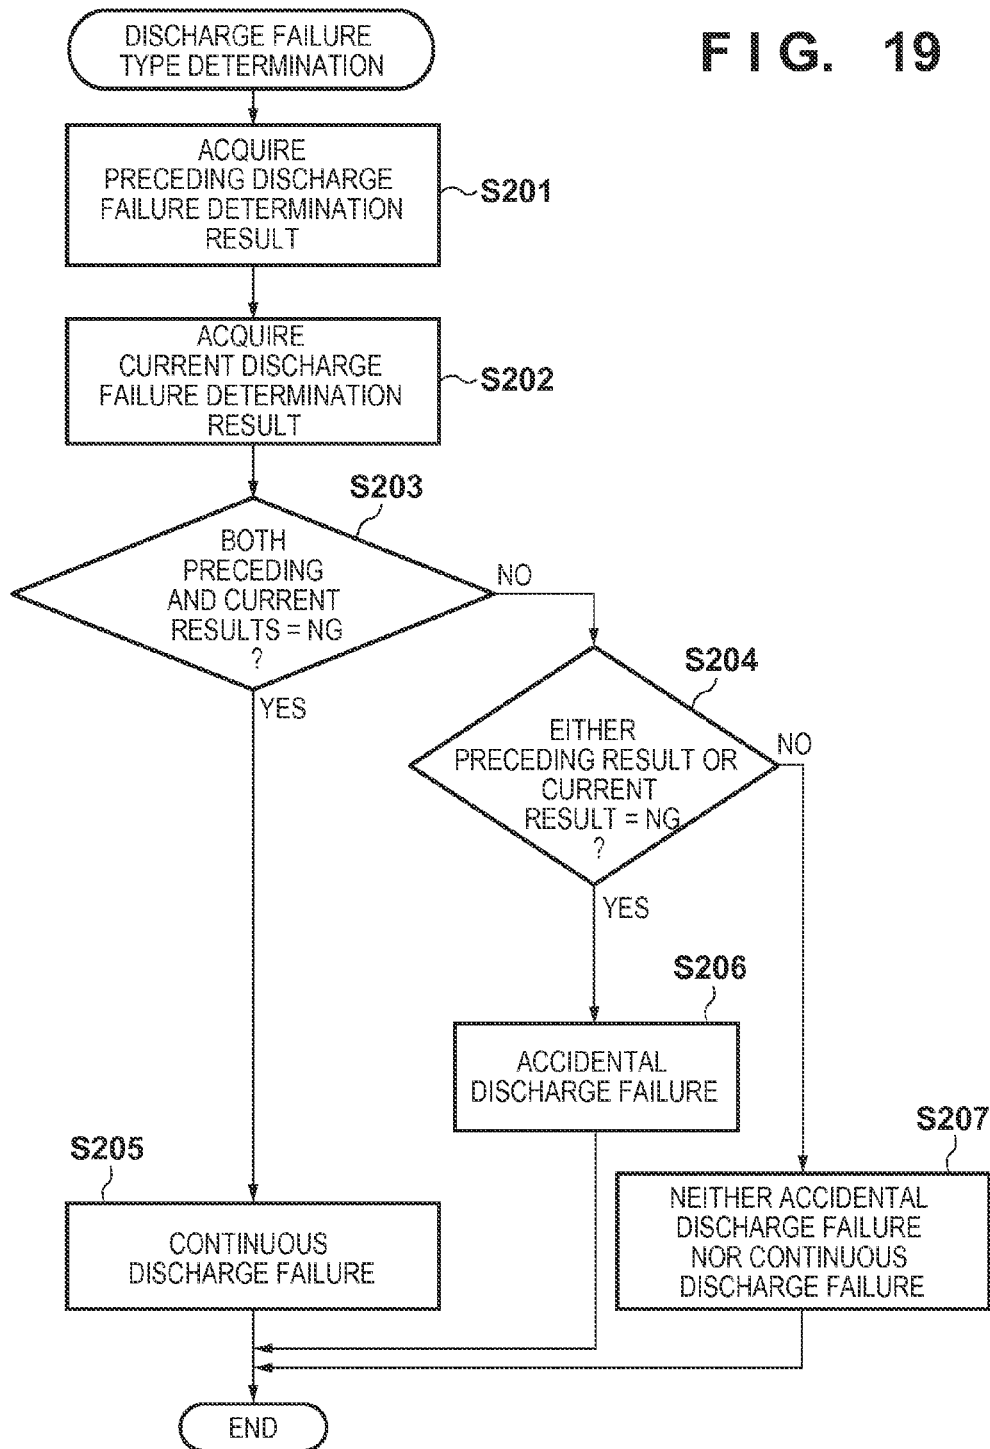 FIG. 19
DISCHARGE FAILURE
TYPE DETERMINATION
ACQUIRE
PRECEDING DISCHARGE
FAILURE DETERMINATION
RESULT
S201
ACQUIRE
CURRENT DISCHARGE
FAILURE DETERMINATION
RESULT
S202
S203
BOTH
PRECEDING
AND CURRENT
RESULTS = NG
?
NO
YES
S204
EITHER
PRECEDING RESULT OR
CURRENT
RESULT = NG
?
NO
YES
S206
ACCIDENTAL
DISCHARGE FAILURE
S205
CONTINUOUS
DISCHARGE FAILURE
S207
NEITHER ACCIDENTAL
DISCHARGE FAILURE
NOR CONTINUOUS
DISCHARGE FAILURE
END